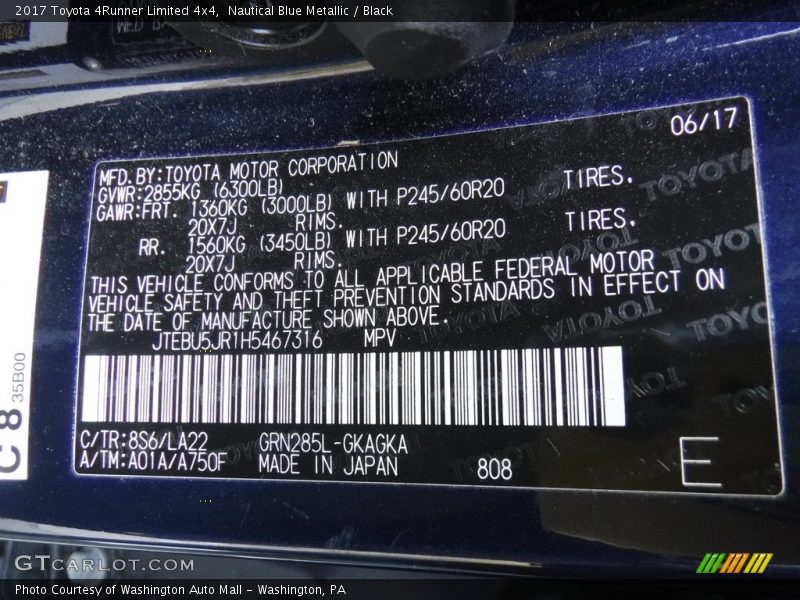 2017 Toyota 4Runner Limited 4x4,  Nautical Blue Metallic / Black
06/17
MFD.BY:TOYOTA MOTOR CORPORATION
GVWR:2855KG (6300LB)
GAWR:FRT. 1360KG (3000LB) WITH P245/60R20 TIRES.
20X7J RIMS.
RR. 1560KG (3450LB) WITH P245/60R20 TIRES.
20X7J RIMS.
THIS VEHICLE CONFORMS TO ALL APPLICABLE FEDERAL MOTOR
VEHICLE SAFETY AND THEFT PREVENTION STANDARDS IN EFFECT ON
THE DATE OF MANUFACTURE SHOWN ABOVE.
JTEBU5JR1H5467316 MPV
C/TR:8S6/LA22 GRN285L-GKAGKA
A/TM:A01A/A750F MADE IN JAPAN 808 E
C 8 35B00
TOYOTA
GTCarLot.com
Photo Courtesy of Washington Auto Mall - Washington, PA